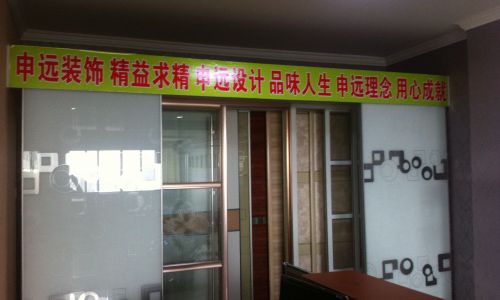 申远装饰 精益求精 申远设计 品味人生 申远理念 用心成就